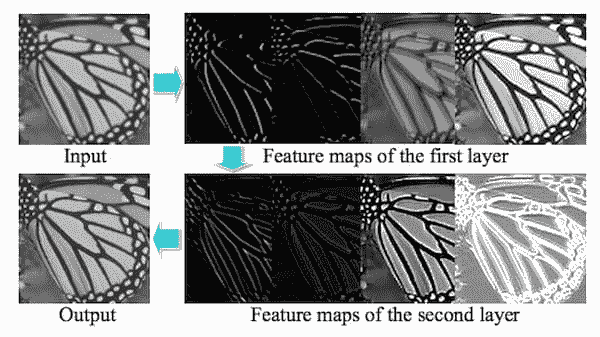 Input
Feature maps of the first layer
Output
Feature maps of the second layer